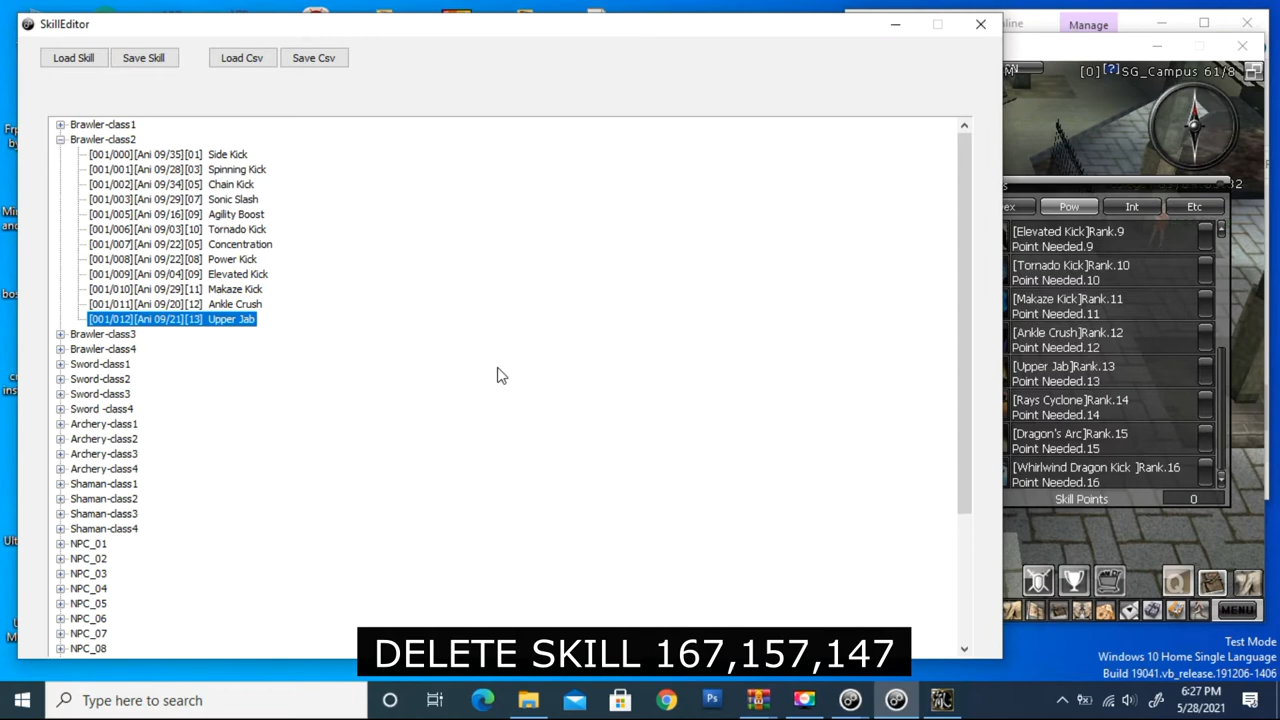 SkillEditor
Load Skill
Save Skill
Load Csv
Save Csv
Brawler-class1
Brawler-class2
[001/000][Ani 09/35][01] Side Kick
[001/001][Ani 09/28][03] Spinning Kick
[001/002][Ani 09/34][05] Chain Kick
[001/003][Ani 09/29][07] Sonic Slash
[001/005][Ani 09/16][09] Agility Boost
[001/006][Ani 09/03][10] Tornado Kick
[001/007][Ani 09/22][05] Concentration
[001/008][Ani 09/22][08] Power Kick
[001/009][Ani 09/04][09] Elevated Kick
[001/010][Ani 09/29][11] Makaze Kick
[001/011][Ani 09/20][12] Ankle Crush
[001/012][Ani 09/21][13] Upper Jab
Brawler-class3
Brawler-class4
Sword-class1
Sword-class2
Sword-class3
Sword -class4
Archery-class1
Archery-class2
Archery-class3
Archery-class4
Shaman-class1
Shaman-class2
Shaman-class3
Shaman-class4
NPC_01
NPC_02
NPC_03
NPC_04
NPC_05
NPC_06
NPC_07
NPC_08
Manage
[0][?]SG_Campus 61/8
Pow
Int
Etc
[Elevated Kick]Rank.9
Point Needed.9
[Tornado Kick]Rank.10
Point Needed.10
[Makaze Kick]Rank.11
Point Needed.11
[Ankle Crush]Rank.12
Point Needed.12
[Upper Jab]Rank.13
Point Needed.13
[Rays Cyclone]Rank.14
Point Needed.14
[Dragon's Arc]Rank.15
Point Needed.15
[Whirlwind Dragon Kick ]Rank.16
Point Needed.16
Skill Points
0
MENU
DELETE SKILL 167,157,147
Test Mode
Windows 10 Home Single Language
Build 19041.vb_release.191206-1406
Type here to search
Ps
6:27 PM
5/28/2021